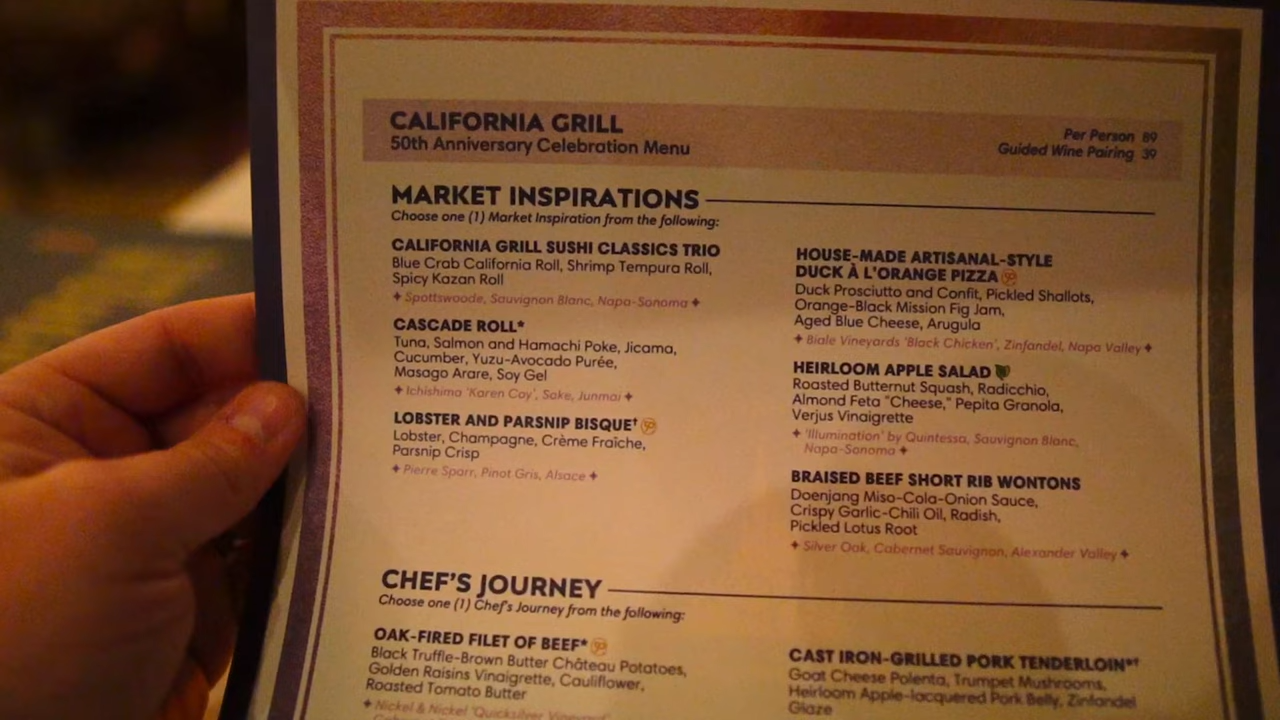 CALIFORNIA GRILL
50th Anniversary Celebration Menu
Per Person 89
Guided Wine Pairing 39
MARKET INSPIRATIONS
Choose one (1) Market Inspiration from the following:
CALIFORNIA GRILL SUSHI CLASSICS TRIO
Blue Crab California Roll, Shrimp Tempura Roll,
Spicy Kazan Roll
✦ Spottswoode, Sauvignon Blanc, Napa-Sonoma ✦
CASCADE ROLL*
Tuna, Salmon and Hamachi Poke, Jicama,
Cucumber, Yuzu-Avocado Purée,
Masago Arare, Soy Gel
✦ Ichishima 'Karen Coy', Sake, Junmai ✦
LOBSTER AND PARSNIP BISQUE†
Lobster, Champagne, Crème Fraîche,
Parsnip Crisp
✦ Pierre Sparr, Pinot Gris, Alsace ✦
HOUSE-MADE ARTISANAL-STYLE
DUCK À L'ORANGE PIZZA
Duck Prosciutto and Confit, Pickled Shallots,
Orange-Black Mission Fig Jam,
Aged Blue Cheese, Arugula
✦ Biale Vineyards 'Black Chicken', Zinfandel, Napa Valley ✦
HEIRLOOM APPLE SALAD
Roasted Butternut Squash, Radicchio,
Almond Feta "Cheese," Pepita Granola,
Verjus Vinaigrette
✦ 'Illumination' by Quintessa, Sauvignon Blanc,
Napa-Sonoma ✦
BRAISED BEEF SHORT RIB WONTONS
Doenjang Miso-Cola-Onion Sauce,
Crispy Garlic-Chili Oil, Radish,
Pickled Lotus Root
✦ Silver Oak, Cabernet Sauvignon, Alexander Valley ✦
CHEF'S JOURNEY
Choose one (1) Chef's Journey from the following:
OAK-FIRED FILET OF BEEF*
Black Truffle-Brown Butter Château Potatoes,
Golden Raisins Vinaigrette, Cauliflower,
Roasted Tomato Butter
✦ Nickel & Nickel 'Quicksilver Vineyard'
CAST IRON-GRILLED PORK TENDERLOIN*†
Goat Cheese Polenta, Trumpet Mushrooms,
Heirloom Apple-lacquered Pork Belly, Zinfandel
Glaze